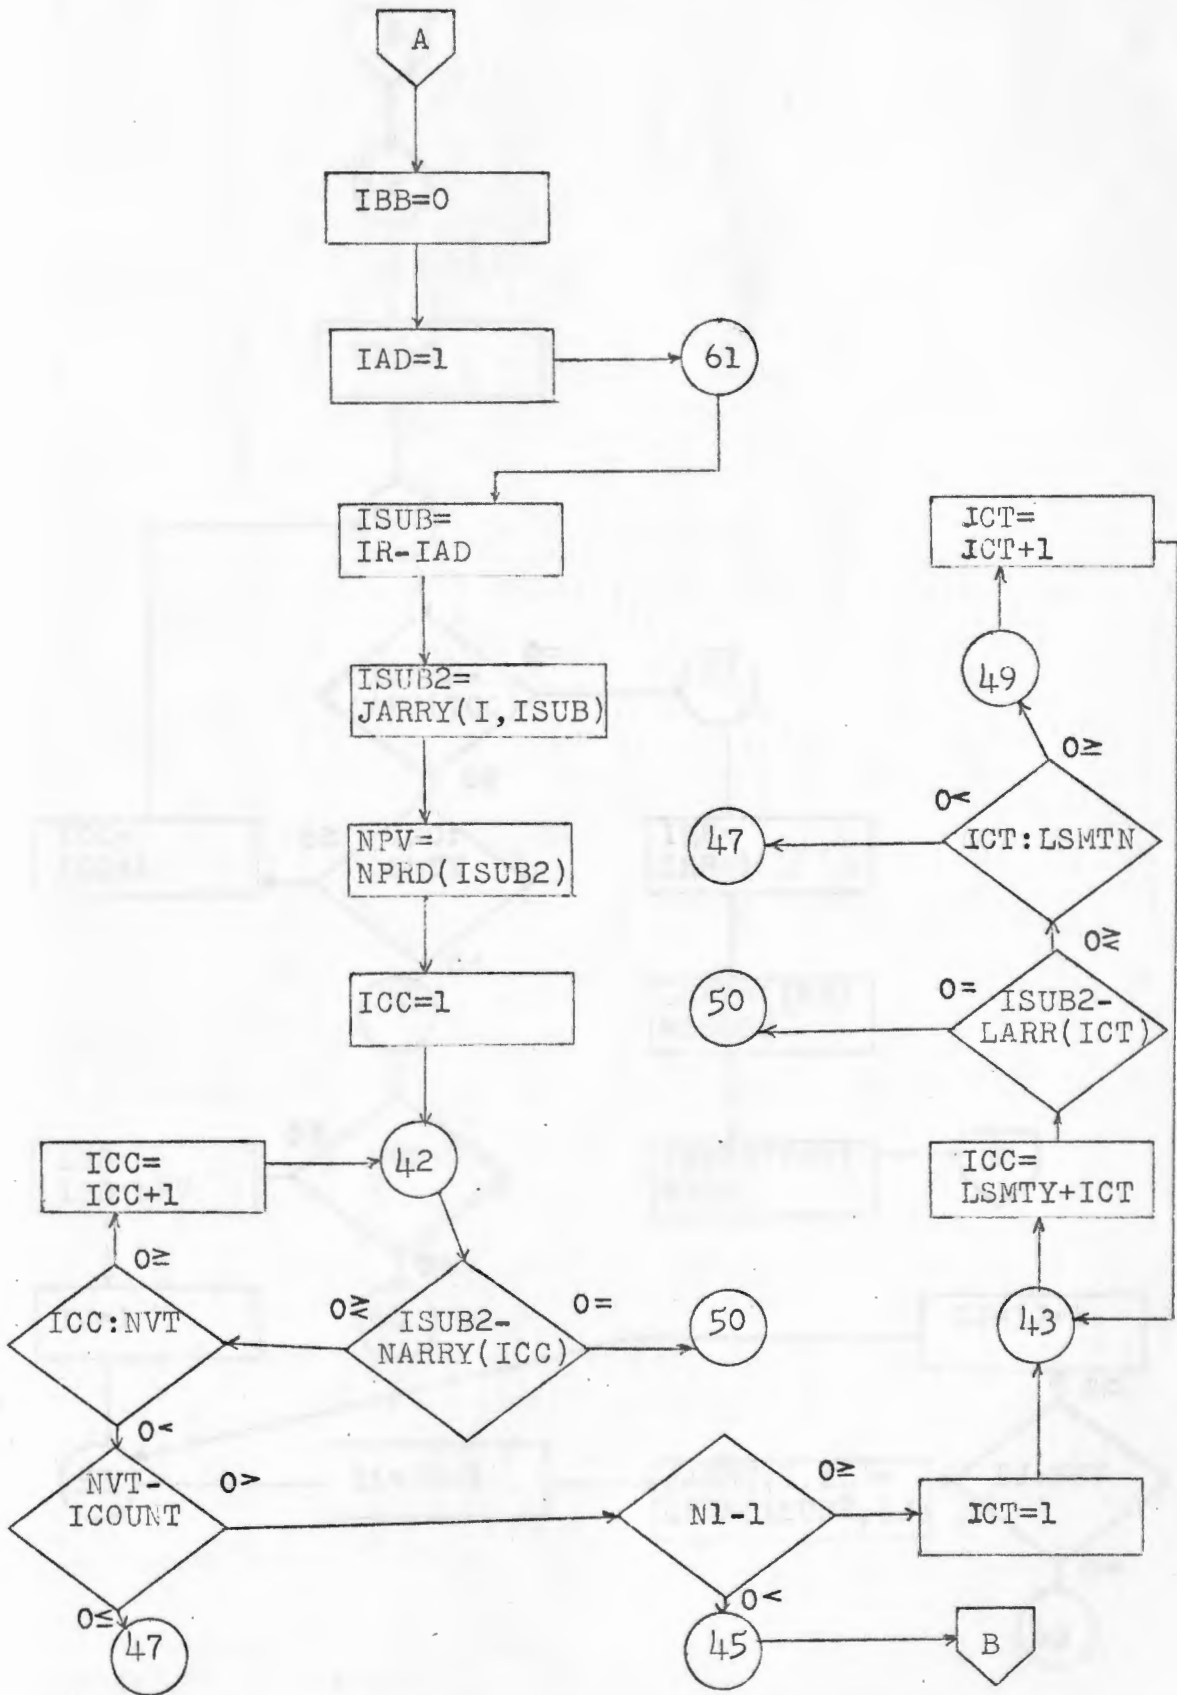 A
IBB=0
IAD=1
61
ISUB=
IR-IAD
ISUB2=
JARRY(I,ISUB)
NPV=
NPRD(ISUB2)
ICC=1
42
ICC=
ICC+1
0≥
ICC:NVT
0<
0≷
ISUB2-
NARRY(ICC)
0=
50
NVT-
ICOUNT
0>
0≤
47
N1-1
0≥
0<
45
B
ICT=1
43
ICC=
LSMTY+ICT
ISUB2-
LARR(ICT)
0=
50
0≷
ICT:LSMTN
0<
47
0≥
49
ICT=
ICT+1